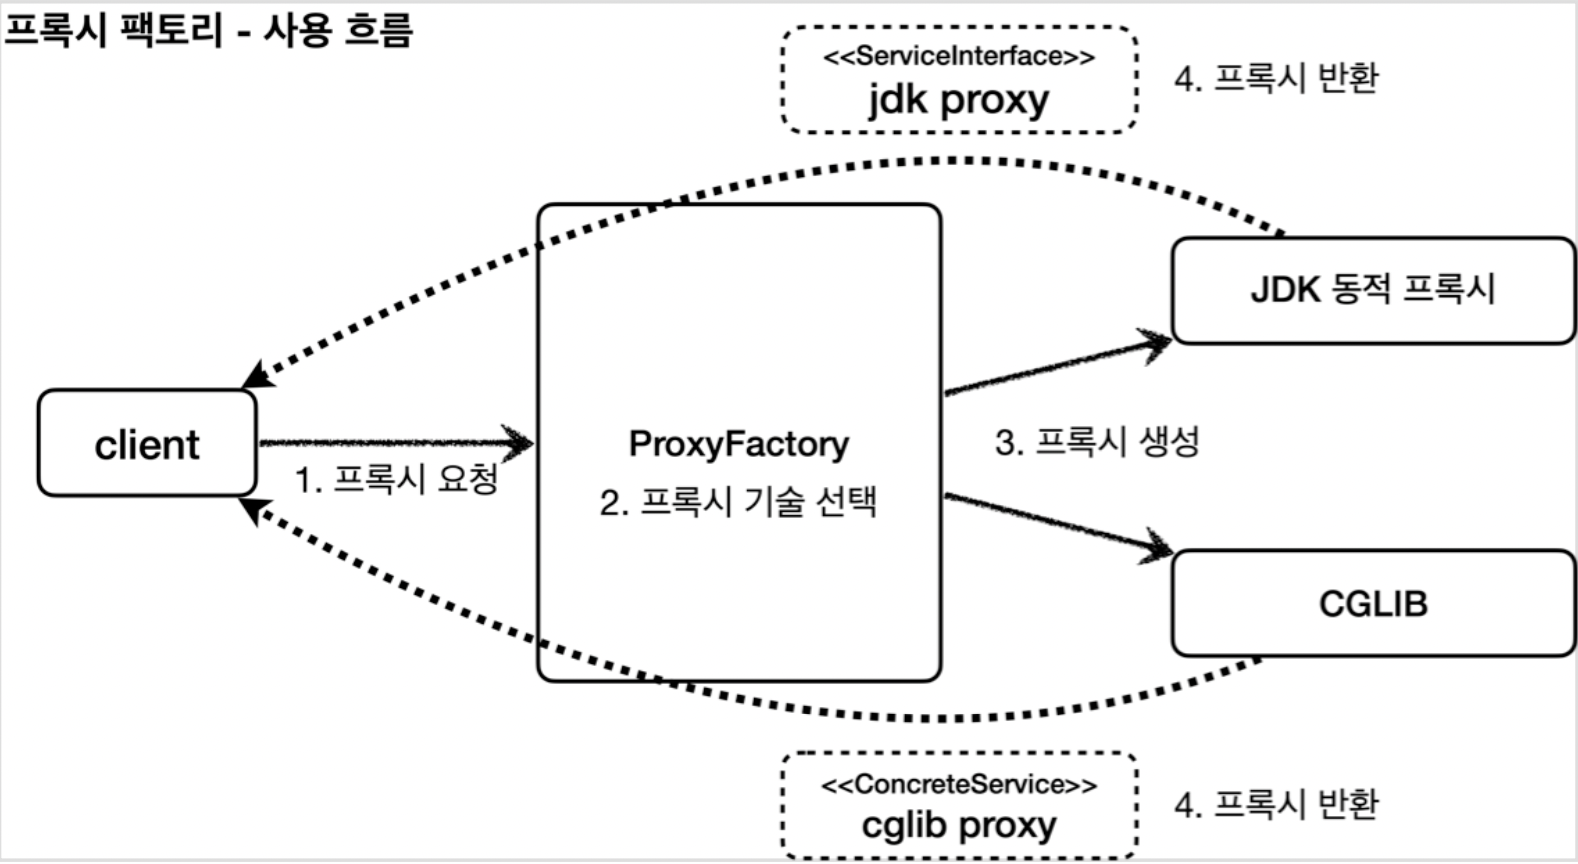 프록시 팩토리 - 사용 흐름
<<ServiceInterface>>
jdk proxy
4. 프록시 반환
JDK 동적 프록시
client
1. 프록시 요청
ProxyFactory
2. 프록시 기술 선택
3. 프록시 생성
CGLIB
<<ConcreteService>>
cglib proxy
4. 프록시 반환